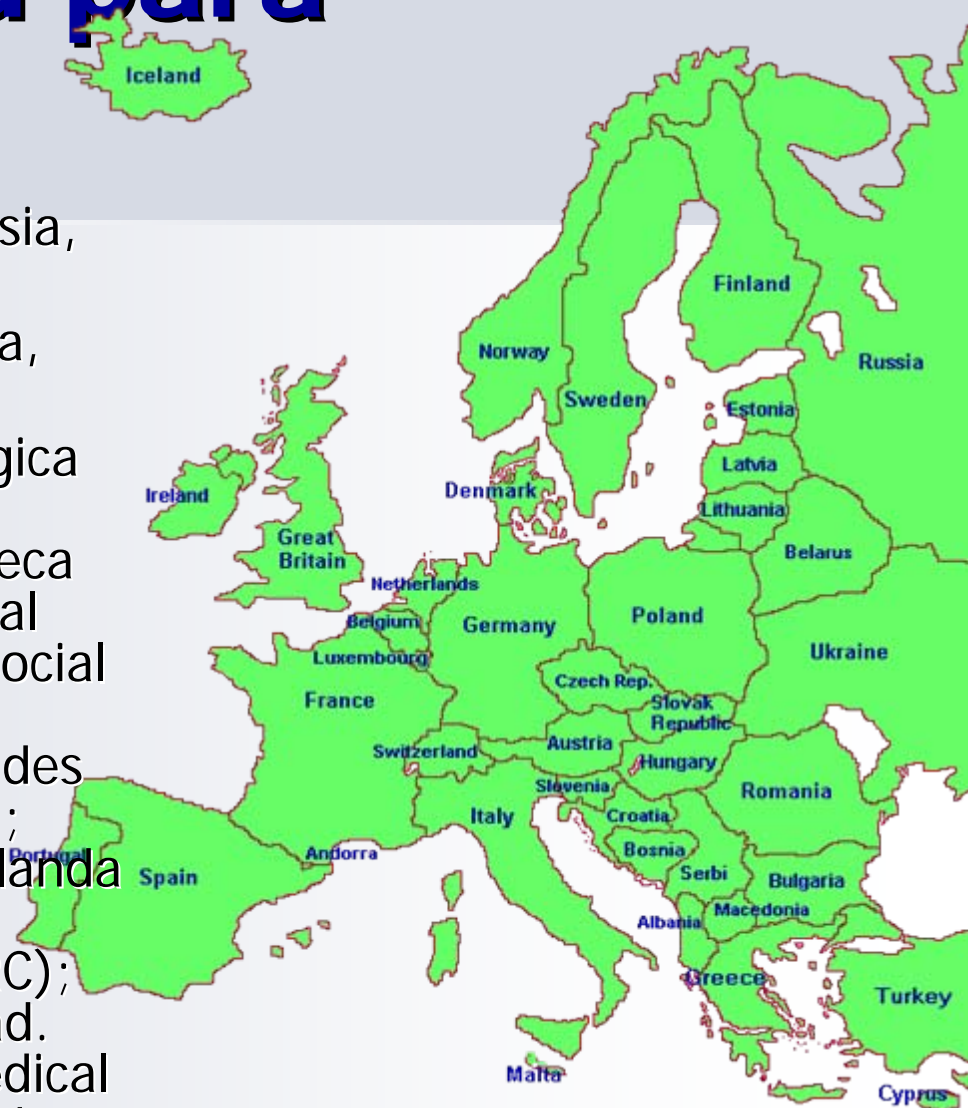 para
Iceland
sia,
a,
gica
eca
al
ocial
des
;
landa
C);
ad.
edical
Norway
Finland
Russia
Sweden
Estonia
Latvia
Denmark
Lithuania
Ireland
Great
Britain
Belarus
Netherlands
Belgium
Germany
Poland
Ukraine
Luxembourg
France
Czech Rep.
Slovak
Republic
Switzerland
Austria
Hungary
Slovenia
Romania
Italy
Croatia
Portugal
Andorra
Bosnia
Spain
Serbi
Bulgaria
Albania
Macedonia
Greece
Turkey
Malta
Cyprus